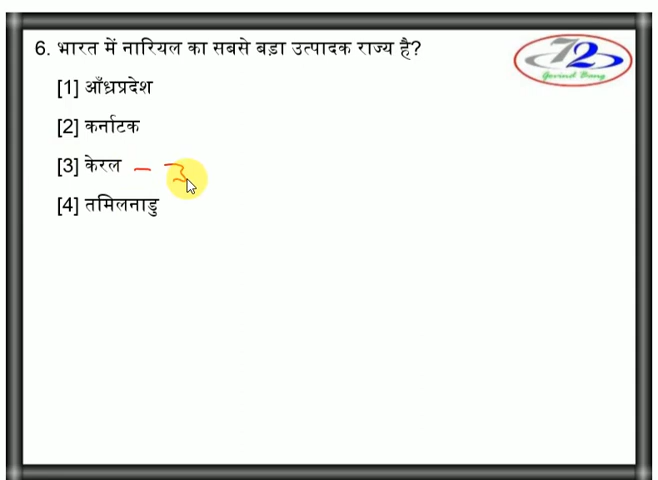 6. भारत में नारियल का सबसे बड़ा उत्पादक राज्य है?
72
Govind Bang
[1] आँध्रप्रदेश
[2] कर्नाटक
[3] केरल – 3
[4] तमिलनाडु